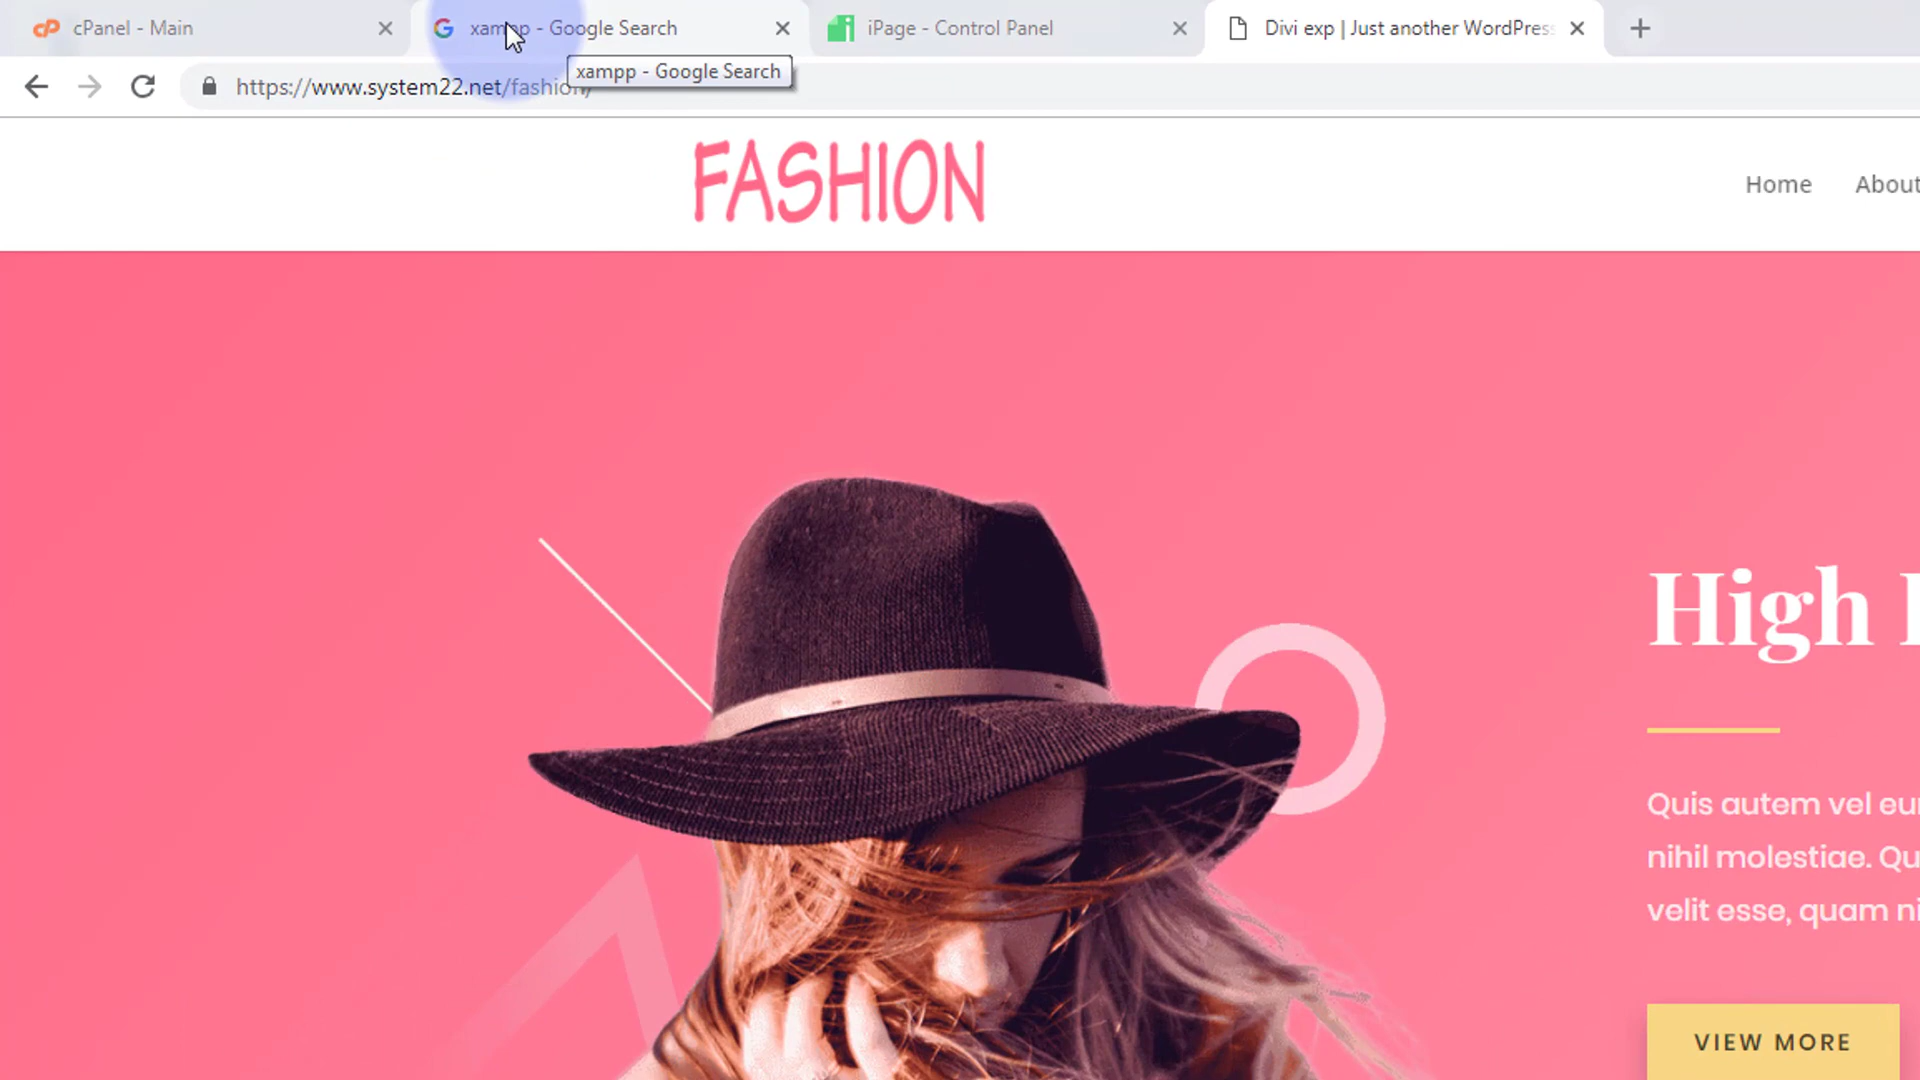 cPanel - Main
xampp - Google Search
iPage - Control Panel
Divi exp | Just another WordPress
xampp - Google Search
https://www.system22.net/fashion/
FASHION
Home
About
High
Quis autem vel eu
nihil molestiae. Qu
velit esse, quam ni
VIEW MORE